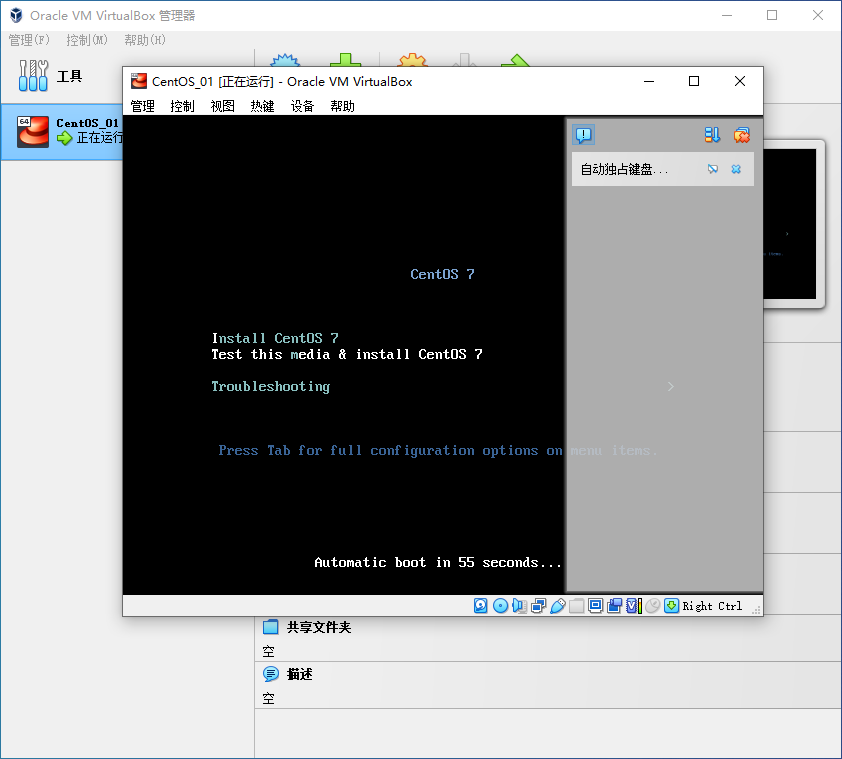 Oracle VM VirtualBox 管理器
管理(F) 控制(M) 帮助(H)
工具
64
CentOS_01
正在运行
CentOS_01 [正在运行] - Oracle VM VirtualBox
管理 控制 视图 热键 设备 帮助
自动独占键盘...
CentOS 7
Install CentOS 7
Test this media & install CentOS 7
Troubleshooting
Press Tab for full configuration options on menu items.
Automatic boot in 55 seconds...
Right Ctrl
共享文件夹
空
描述
空